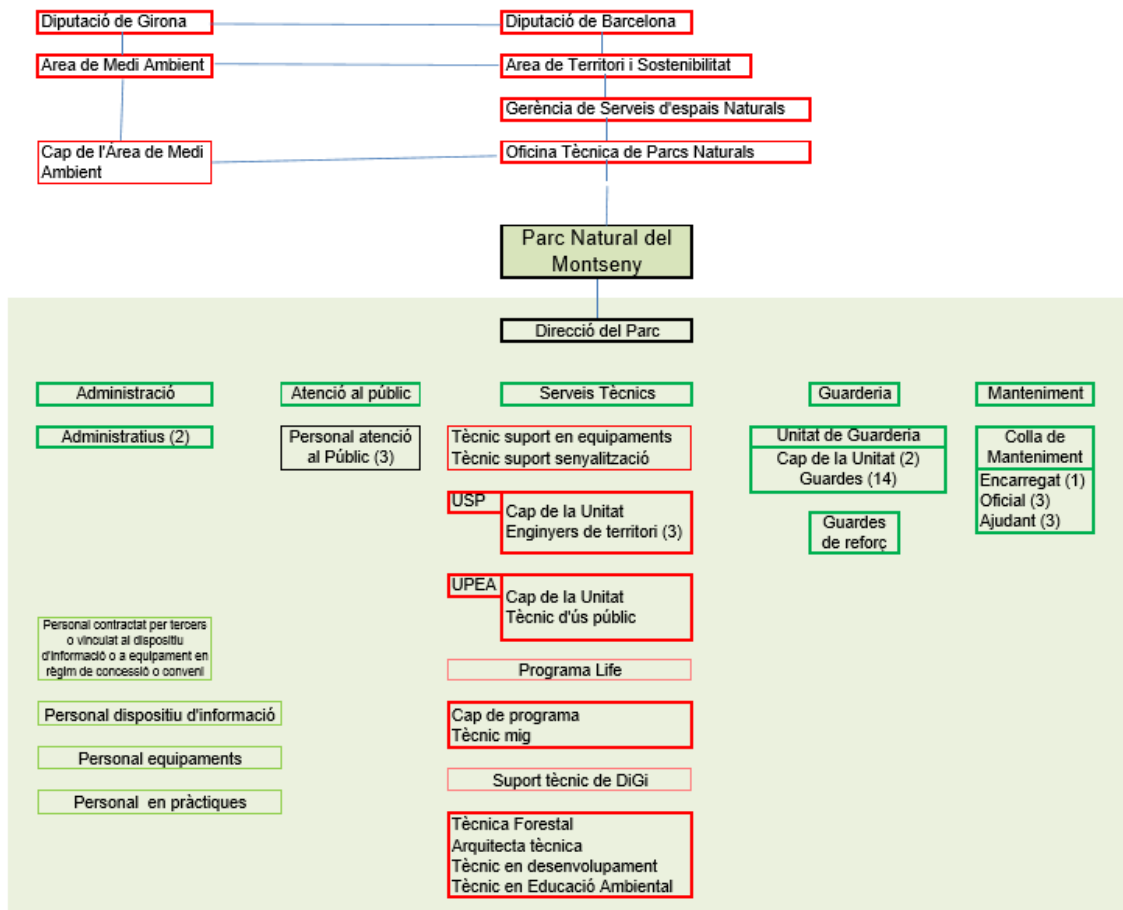 Diputació de Girona
Diputació de Barcelona
Area de Medi Ambient
Area de Territori i Sostenibilitat
Gerència de Serveis d'espais Naturals
Cap de l'Àrea de Medi
Ambient
Oficina Tècnica de Parcs Naturals
Parc Natural del
Montseny
Direcció del Parc
Administració
Atenció al públic
Serveis Tècnics
Guarderia
Manteniment
Administratius (2)
Personal atenció
al Públic (3)
Tècnic suport en equipaments
Tècnic suport senyalització
Unitat de Guarderia
Cap de la Unitat (2)
Guardes (14)
Colla de
Manteniment
Encarregat (1)
Oficial (3)
Ajudant (3)
USP
Cap de la Unitat
Enginyers de territori (3)
Guardes
de reforç
UPEA
Cap de la Unitat
Tècnic d'ús públic
Personal contractat per tercers
o vinculat al dispositiu
d'informació o a equipament en
règim de concessió o conveni
Programa Life
Personal dispositiu d'informació
Cap de programa
Tècnic mig
Personal equipaments
Suport tècnic de DiGi
Personal en pràctiques
Tècnica Forestal
Arquitecta tècnica
Tècnic en desenvolupament
Tècnic en Educació Ambiental